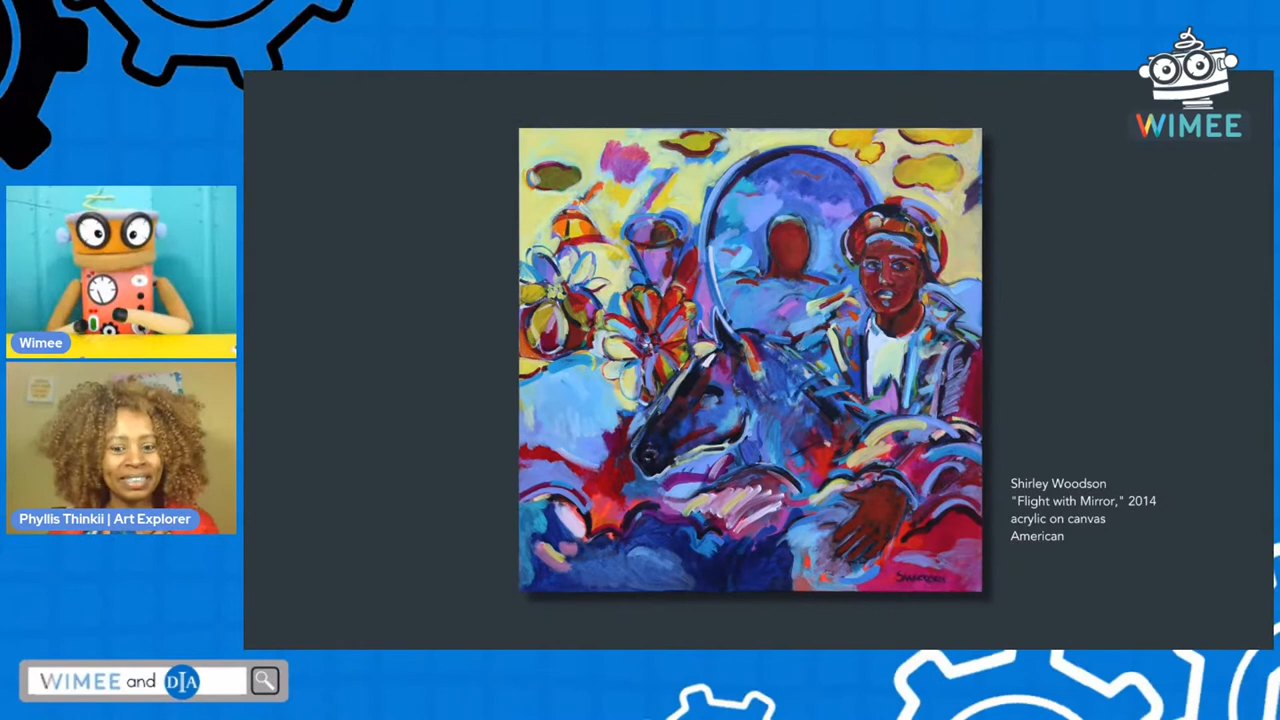 WIMEE
Wimee
Phyllis Thinkii | Art Explorer
Shirley Woodson
"Flight with Mirror," 2014
acrylic on canvas
American
WIMEE and DIA